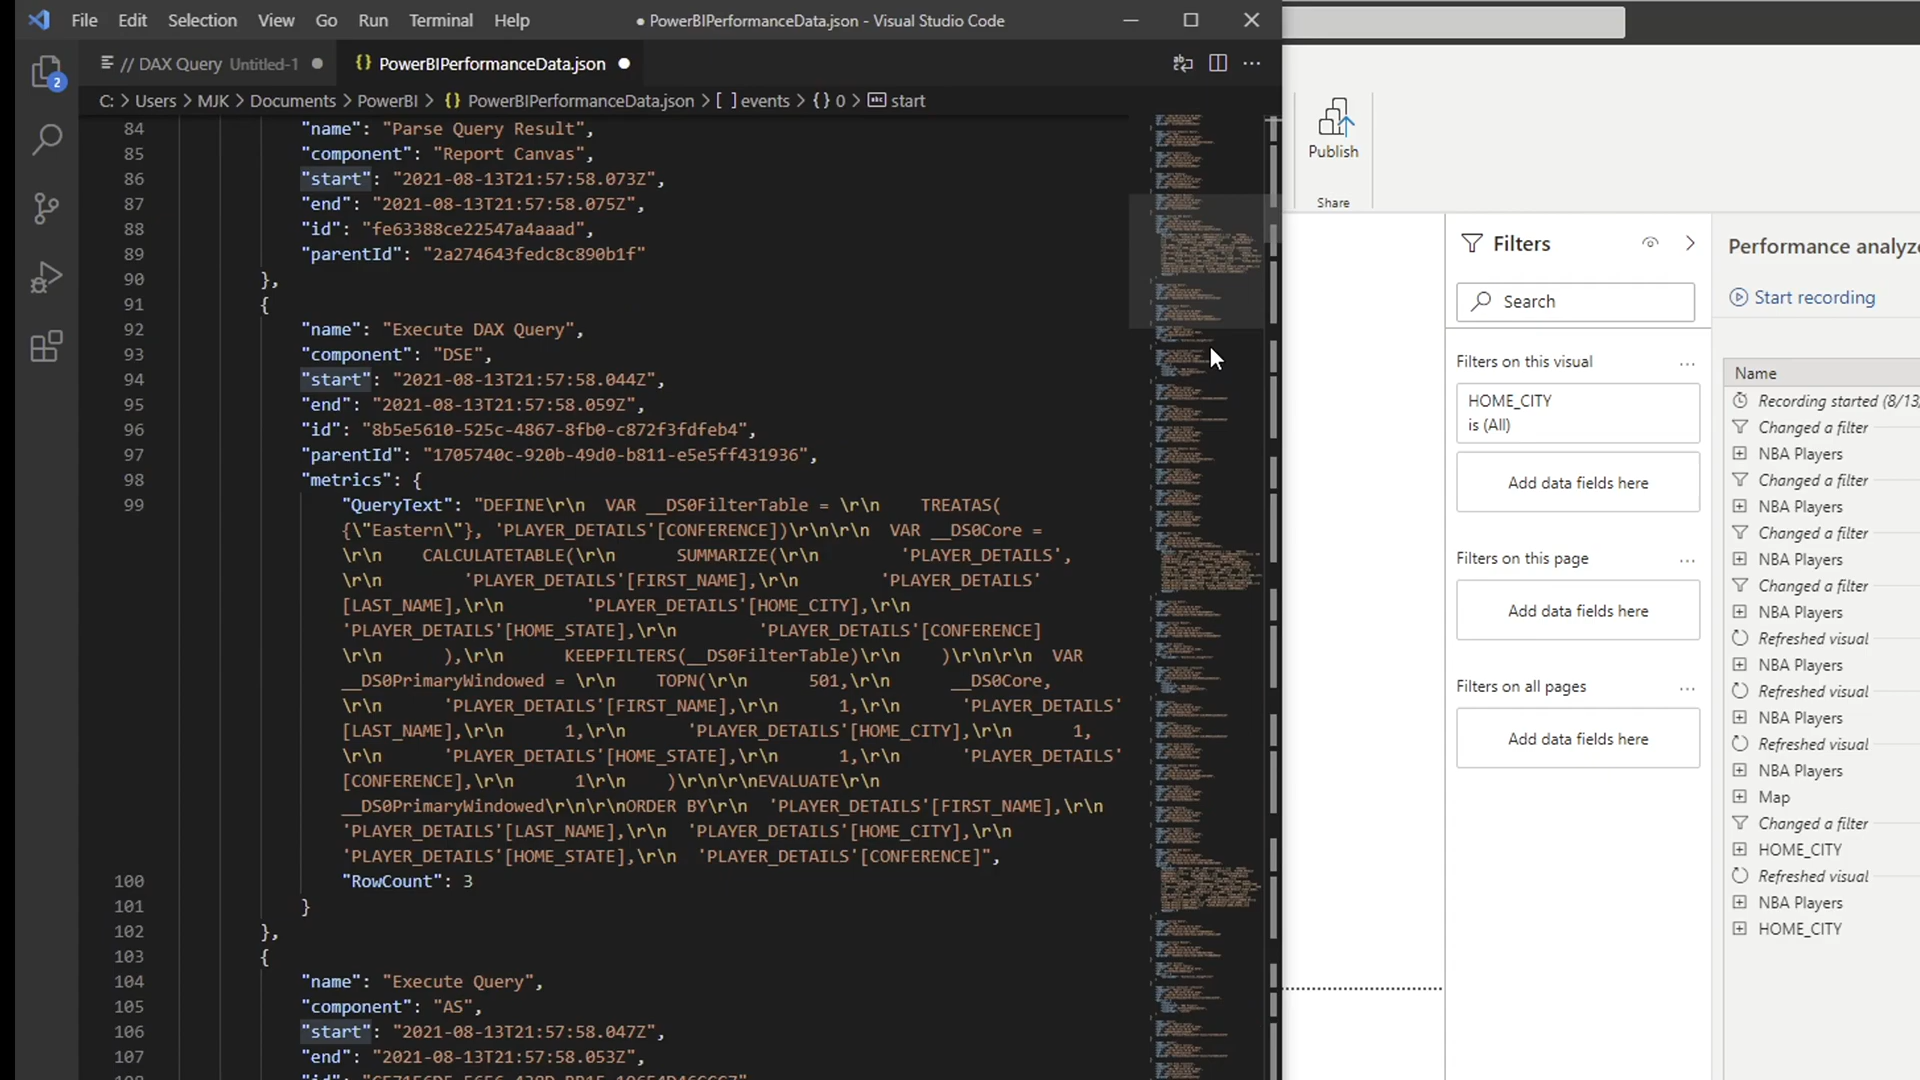 File Edit Selection View Go Run Terminal Help ● PowerBIPerformanceData.json - Visual Studio Code
// DAX Query Untitled-1 ● {} PowerBIPerformanceData.json ●
C: > Users > MJK > Documents > PowerBI > {} PowerBIPerformanceData.json > [ ] events > {} 0 > abc start
2
84 "name": "Parse Query Result",
85 "component": "Report Canvas",
86 "start": "2021-08-13T21:57:58.073Z",
87 "end": "2021-08-13T21:57:58.075Z",
88 "id": "fe63388ce22547a4aaad",
89 "parentId": "2a274643fedc8c890b1f"
90 },
91 {
92 "name": "Execute DAX Query",
93 "component": "DSE",
94 "start": "2021-08-13T21:57:58.044Z",
95 "end": "2021-08-13T21:57:58.059Z",
96 "id": "8b5e5610-525c-4867-8fb0-c872f3fdfeb4",
97 "parentId": "1705740c-920b-49d0-b811-e5e5ff431936",
98 "metrics": {
99 "QueryText": "DEFINE\r\n  VAR __DS0FilterTable = \r\n    TREATAS(
{\"Eastern\"}, 'PLAYER_DETAILS'[CONFERENCE])\r\n\r\n  VAR __DS0Core =
\r\n    CALCULATETABLE(\r\n      SUMMARIZE(\r\n        'PLAYER_DETAILS',
\r\n        'PLAYER_DETAILS'[FIRST_NAME],\r\n        'PLAYER_DETAILS'
[LAST_NAME],\r\n        'PLAYER_DETAILS'[HOME_CITY],\r\n
'PLAYER_DETAILS'[HOME_STATE],\r\n        'PLAYER_DETAILS'[CONFERENCE]
\r\n      ),\r\n      KEEPFILTERS(__DS0FilterTable)\r\n    )\r\n\r\n  VAR
__DS0PrimaryWindowed = \r\n    TOPN(\r\n      501,\r\n      __DS0Core,
\r\n      'PLAYER_DETAILS'[FIRST_NAME],\r\n      1,\r\n      'PLAYER_DETAILS'
[LAST_NAME],\r\n      1,\r\n      'PLAYER_DETAILS'[HOME_CITY],\r\n      1,
\r\n      'PLAYER_DETAILS'[HOME_STATE],\r\n      1,\r\n      'PLAYER_DETAILS'
[CONFERENCE],\r\n      1\r\n    )\r\n\r\nEVALUATE\r\n
__DS0PrimaryWindowed\r\n\r\nORDER BY\r\n  'PLAYER_DETAILS'[FIRST_NAME],\r\n
'PLAYER_DETAILS'[LAST_NAME],\r\n  'PLAYER_DETAILS'[HOME_CITY],\r\n
'PLAYER_DETAILS'[HOME_STATE],\r\n  'PLAYER_DETAILS'[CONFERENCE]",
100 "RowCount": 3
101 }
102 },
103 {
104 "name": "Execute Query",
105 "component": "AS",
106 "start": "2021-08-13T21:57:58.047Z",
107 "end": "2021-08-13T21:57:58.053Z",
Publish
Share
Filters
Search
Filters on this visual ...
HOME_CITY
is (All)
Add data fields here
Filters on this page ...
Add data fields here
Filters on all pages ...
Add data fields here
Performance analyze
Start recording
Name
Recording started (8/13/
Changed a filter
NBA Players
Changed a filter
NBA Players
Changed a filter
NBA Players
Changed a filter
NBA Players
Refreshed visual
NBA Players
Refreshed visual
NBA Players
Refreshed visual
NBA Players
Map
Changed a filter
HOME_CITY
Refreshed visual
NBA Players
HOME_CITY